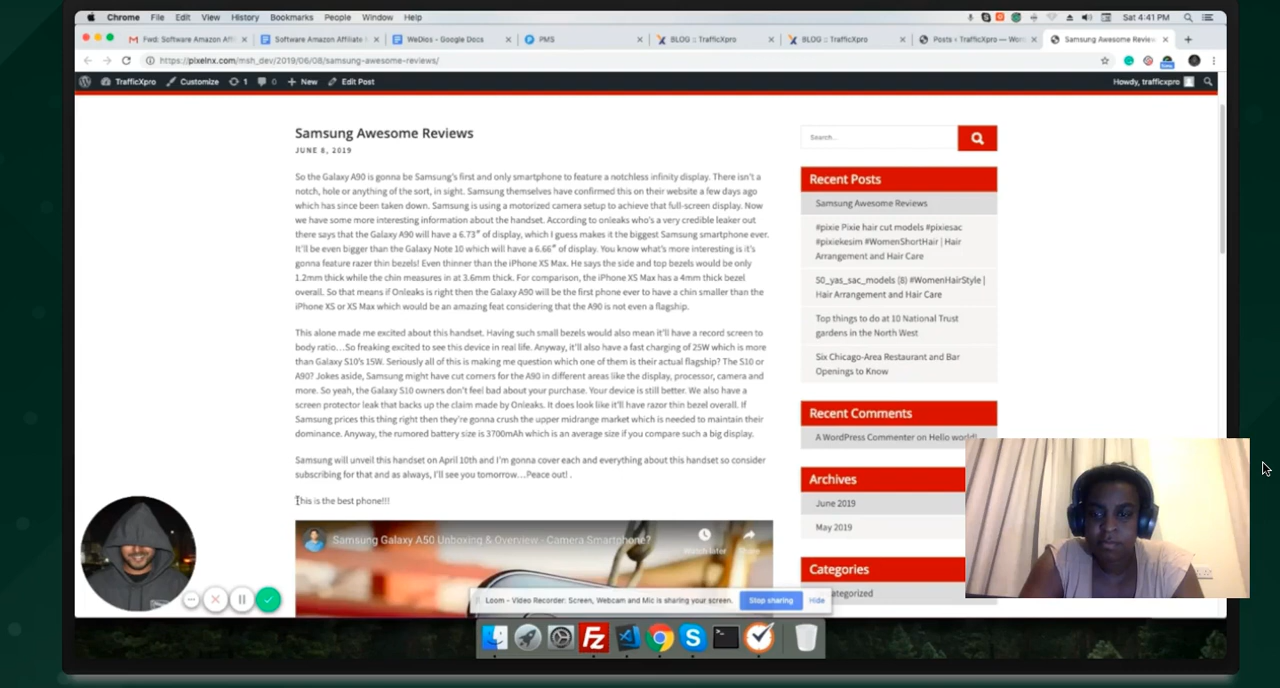 Chrome File Edit View History Bookmarks People Window Help
Sat 4:41 PM
Fwd: Software Amazon Affi
Software Amazon Affiliate
WeDios - Google Docs
PMS
BLOG :: TrafficXpro
BLOG :: TrafficXpro
Posts ‹ TrafficXpro — Wor
Samsung Awesome Review
https://pixelnx.com/msh_dev/2019/06/08/samsung-awesome-reviews/
TrafficXpro Customize 1 0 New Edit Post
Howdy, trafficxpro
Samsung Awesome Reviews
JUNE 8, 2019
So the Galaxy A90 is gonna be Samsung's first and only smartphone to feature a notchless infinity display. There isn't a
notch, hole or anything of the sort, in sight. Samsung themselves have confirmed this on their website a few days ago
which has since been taken down. Samsung is using a motorized camera setup to achieve that full-screen display. Now
we have some more interesting information about the handset. According to onleaks who's a very credible leaker out
there says that the Galaxy A90 will have a 6.73″ of display, which I guess makes it the biggest Samsung smartphone ever.
It'll be even bigger than the Galaxy Note 10 which will have a 6.66″ of display. You know what's more interesting is it's
gonna feature razer thin bezels! Even thinner than the iPhone XS Max. He says the side and top bezels would be only
1.2mm thick while the chin measures in at 3.6mm thick. For comparison, the iPhone XS Max has a 4mm thick bezel
overall. So that means if Onleaks is right then the Galaxy A90 will be the first phone ever to have a chin smaller than the
iPhone XS or XS Max which would be an amazing feat considering that the A90 is not even a flagship.
This alone made me excited about this handset. Having such small bezels would also mean it'll have a record screen to
body ratio…So freaking excited to see this device in real life. Anyway, it'll also have a fast charging of 25W which is more
than Galaxy S10's 15W. Seriously all of this is making me question which one of them is their actual flagship? The S10 or
A90? Jokes aside, Samsung might have cut corners for the A90 in different areas like the display, processor, camera and
more. So yeah, the Galaxy S10 owners don't feel bad about your purchase. Your device is still better. We also have a
screen protector leak that backs up the claim made by Onleaks. It does look like it'll have razor thin bezel overall. If
Samsung prices this thing right then they're gonna crush the upper midrange market which is needed to maintain their
dominance. Anyway, the rumored battery size is 3700mAh which is an average size if you compare such a big display.
Samsung will unveil this handset on April 10th and I'm gonna cover each and everything about this handset so consider
subscribing for that and as always, I'll see you tomorrow…Peace out! .
This is the best phone!!!
Samsung Galaxy A50 Unboxing & Overview - Camera Smartphone?
Watch later Share
Search...
Recent Posts
Samsung Awesome Reviews
#pixie Pixie hair cut models #pixiesac
#pixiekesim #WomenShortHair | Hair
Arrangement and Hair Care
50_yas_sac_models (8) #WomenHairStyle |
Hair Arrangement and Hair Care
Top things to do at 10 National Trust
gardens in the North West
Six Chicago-Area Restaurant and Bar
Openings to Know
Recent Comments
A WordPress Commenter on Hello world!
Archives
June 2019
May 2019
Categories
ategorized
Loom - Video Recorder: Screen, Webcam and Mic is sharing your screen. Stop sharing Hide